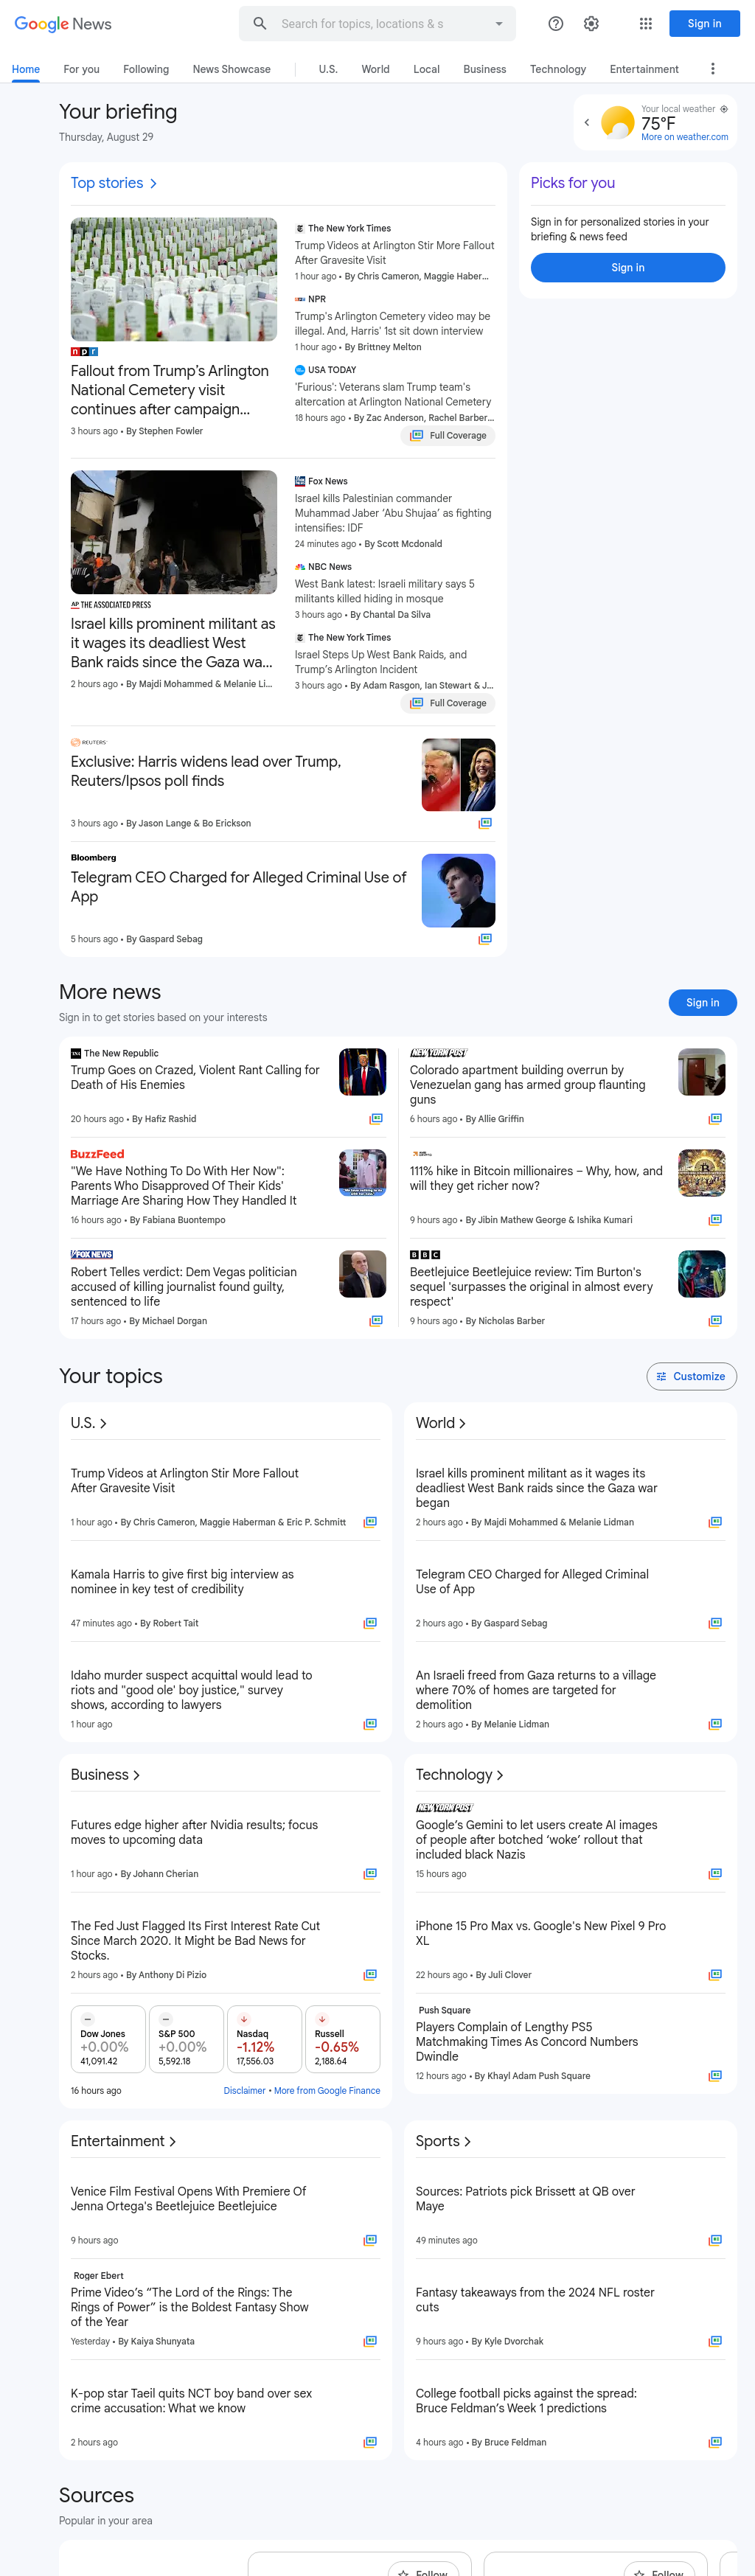 Google News
Search for topics, locations & s
Sign in
Home
For you
Following
News Showcase
U.S.
World
Local
Business
Technology
Entertainment
Your briefing
Thursday, August 29
Your local weather
75°F
More on weather.com
Top stories
npr
Fallout from Trump’s Arlington
National Cemetery visit
continues after campaign...
3 hours ago • By Stephen Fowler
The New York Times
Trump Videos at Arlington Stir More Fallout
After Gravesite Visit
1 hour ago • By Chris Cameron, Maggie Haber...
NPR
Trump's Arlington Cemetery video may be
illegal. And, Harris' 1st sit down interview
1 hour ago • By Brittney Melton
USA TODAY
'Furious': Veterans slam Trump team's
altercation at Arlington National Cemetery
18 hours ago • By Zac Anderson, Rachel Barber...
Full Coverage
AP THE ASSOCIATED PRESS
Israel kills prominent militant as
it wages its deadliest West
Bank raids since the Gaza wa...
2 hours ago • By Majdi Mohammed & Melanie Li...
Fox News
Israel kills Palestinian commander
Muhammad Jaber ‘Abu Shujaa’ as fighting
intensifies: IDF
24 minutes ago • By Scott Mcdonald
NBC News
West Bank latest: Israeli military says 5
militants killed hiding in mosque
3 hours ago • By Chantal Da Silva
The New York Times
Israel Steps Up West Bank Raids, and
Trump’s Arlington Incident
3 hours ago • By Adam Rasgon, Ian Stewart & J...
Full Coverage
REUTERS
Exclusive: Harris widens lead over Trump,
Reuters/Ipsos poll finds
3 hours ago • By Jason Lange & Bo Erickson
Bloomberg
Telegram CEO Charged for Alleged Criminal Use of
App
5 hours ago • By Gaspard Sebag
Picks for you
Sign in for personalized stories in your
briefing & news feed
Sign in
More news
Sign in to get stories based on your interests
Sign in
The New Republic
Trump Goes on Crazed, Violent Rant Calling for
Death of His Enemies
20 hours ago • By Hafiz Rashid
BuzzFeed
"We Have Nothing To Do With Her Now":
Parents Who Disapproved Of Their Kids'
Marriage Are Sharing How They Handled It
16 hours ago • By Fabiana Buontempo
FOX NEWS
Robert Telles verdict: Dem Vegas politician
accused of killing journalist found guilty,
sentenced to life
17 hours ago • By Michael Dorgan
NEW YORK POST
Colorado apartment building overrun by
Venezuelan gang has armed group flaunting
guns
6 hours ago • By Allie Griffin
111% hike in Bitcoin millionaires – Why, how, and
will they get richer now?
9 hours ago • By Jibin Mathew George & Ishika Kumari
BBC
Beetlejuice Beetlejuice review: Tim Burton's
sequel 'surpasses the original in almost every
respect'
9 hours ago • By Nicholas Barber
Your topics
Customize
U.S.
Trump Videos at Arlington Stir More Fallout
After Gravesite Visit
1 hour ago • By Chris Cameron, Maggie Haberman & Eric P. Schmitt
Kamala Harris to give first big interview as
nominee in key test of credibility
47 minutes ago • By Robert Tait
Idaho murder suspect acquittal would lead to
riots and "good ole' boy justice," survey
shows, according to lawyers
1 hour ago
World
Israel kills prominent militant as it wages its
deadliest West Bank raids since the Gaza war
began
2 hours ago • By Majdi Mohammed & Melanie Lidman
Telegram CEO Charged for Alleged Criminal
Use of App
2 hours ago • By Gaspard Sebag
An Israeli freed from Gaza returns to a village
where 70% of homes are targeted for
demolition
2 hours ago • By Melanie Lidman
Business
Futures edge higher after Nvidia results; focus
moves to upcoming data
1 hour ago • By Johann Cherian
The Fed Just Flagged Its First Interest Rate Cut
Since March 2020. It Might be Bad News for
Stocks.
2 hours ago • By Anthony Di Pizio
Dow Jones
+0.00%
41,091.42
S&P 500
+0.00%
5,592.18
Nasdaq
-1.12%
17,556.03
Russell
-0.65%
2,188.64
16 hours ago
Disclaimer • More from Google Finance
Technology
NEW YORK POST
Google’s Gemini to let users create AI images
of people after botched ‘woke’ rollout that
included black Nazis
15 hours ago
iPhone 15 Pro Max vs. Google's New Pixel 9 Pro
XL
22 hours ago • By Juli Clover
Push Square
Players Complain of Lengthy PS5
Matchmaking Times As Concord Numbers
Dwindle
12 hours ago • By Khayl Adam Push Square
Entertainment
Venice Film Festival Opens With Premiere Of
Jenna Ortega's Beetlejuice Beetlejuice
9 hours ago
Roger Ebert
Prime Video’s “The Lord of the Rings: The
Rings of Power” is the Boldest Fantasy Show
of the Year
Yesterday • By Kaiya Shunyata
K-pop star Taeil quits NCT boy band over sex
crime accusation: What we know
2 hours ago
Sports
Sources: Patriots pick Brissett at QB over
Maye
49 minutes ago
Fantasy takeaways from the 2024 NFL roster
cuts
9 hours ago • By Kyle Dvorchak
College football picks against the spread:
Bruce Feldman’s Week 1 predictions
4 hours ago • By Bruce Feldman
Sources
Popular in your area
Follow
Follow